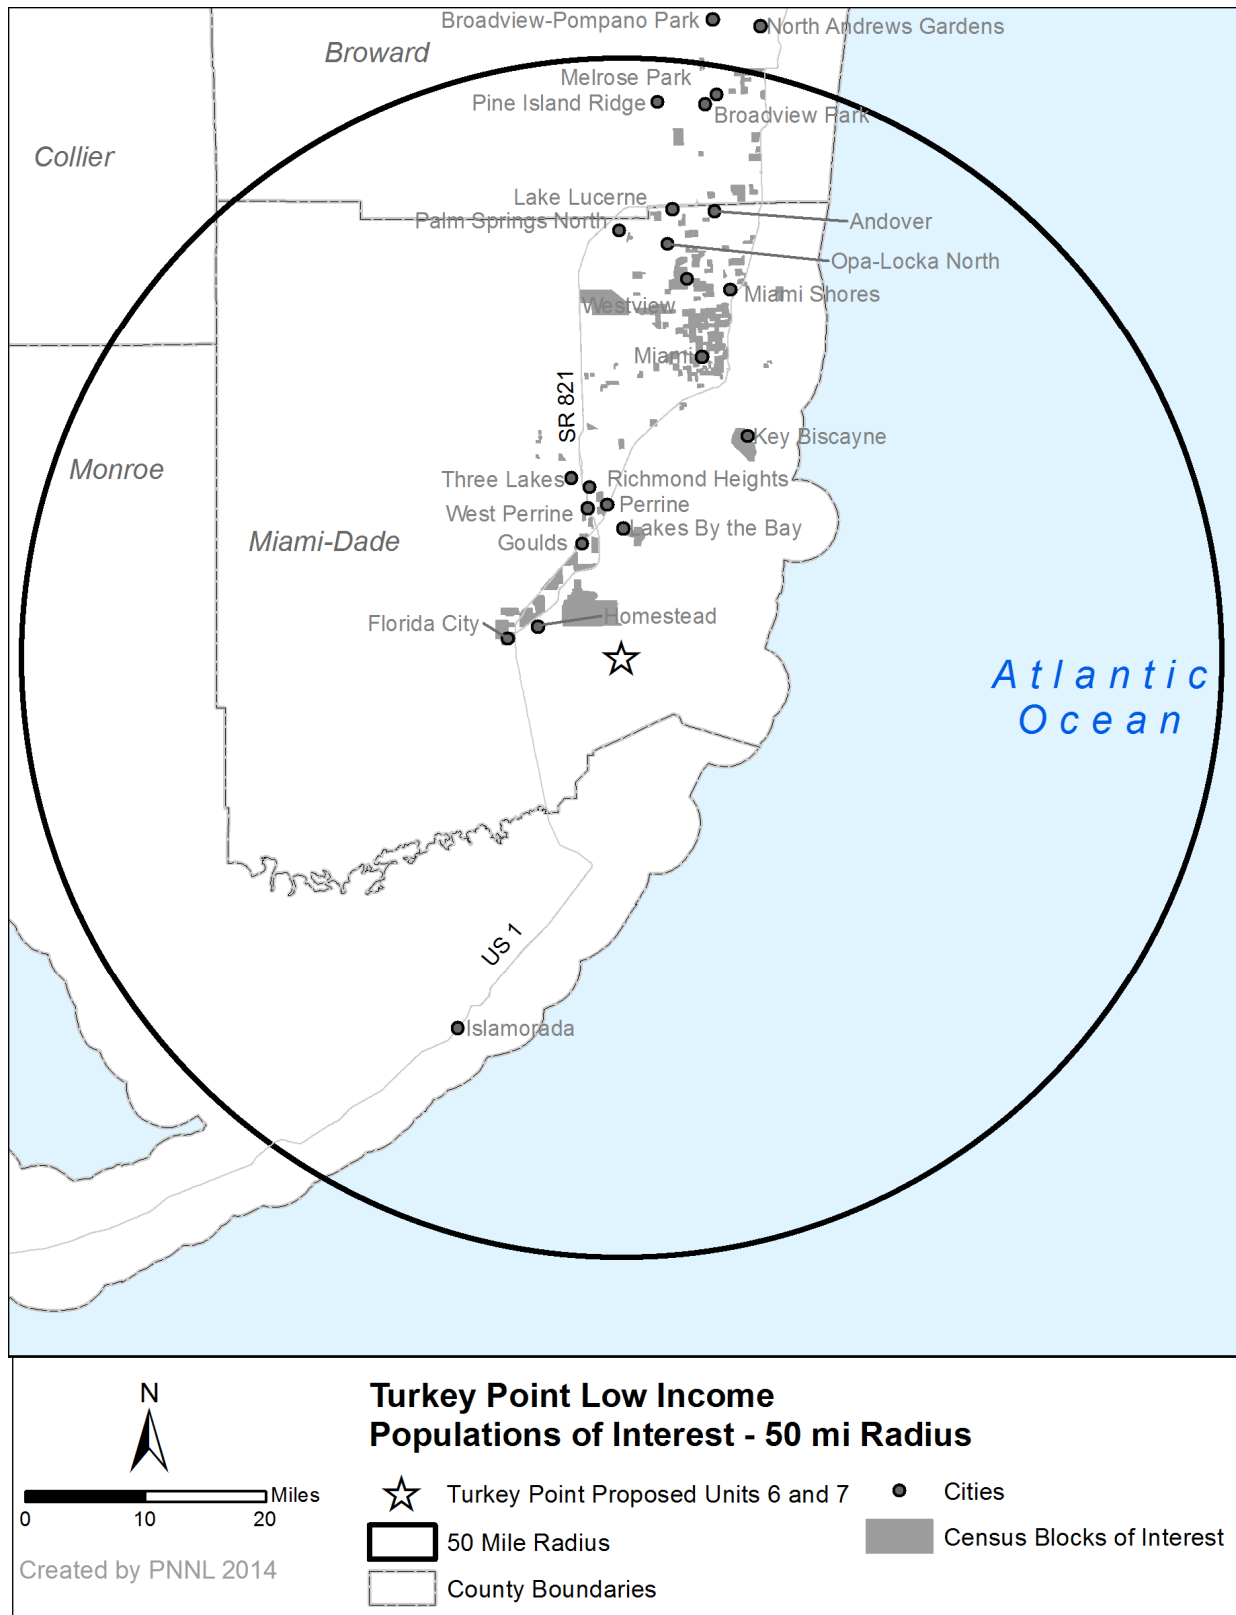 Broadview-Pompano Park
North Andrews Gardens
Broward
Melrose Park
Pine Island Ridge
Broadview Park
Collier
Lake Lucerne
Palm Springs North
Andover
Opa-Locka North
Westview
Miami Shores
Miami
SR 821
Key Biscayne
Monroe
Three Lakes
Richmond Heights
West Perrine
Perrine
Lakes By the Bay
Miami-Dade
Goulds
Florida City
Homestead
Atlantic
Ocean
US 1
Islamorada
N
Miles
0 10 20
Created by PNNL 2014
Turkey Point Low Income
Populations of Interest - 50 mi Radius
Turkey Point Proposed Units 6 and 7
Cities
50 Mile Radius
Census Blocks of Interest
County Boundaries